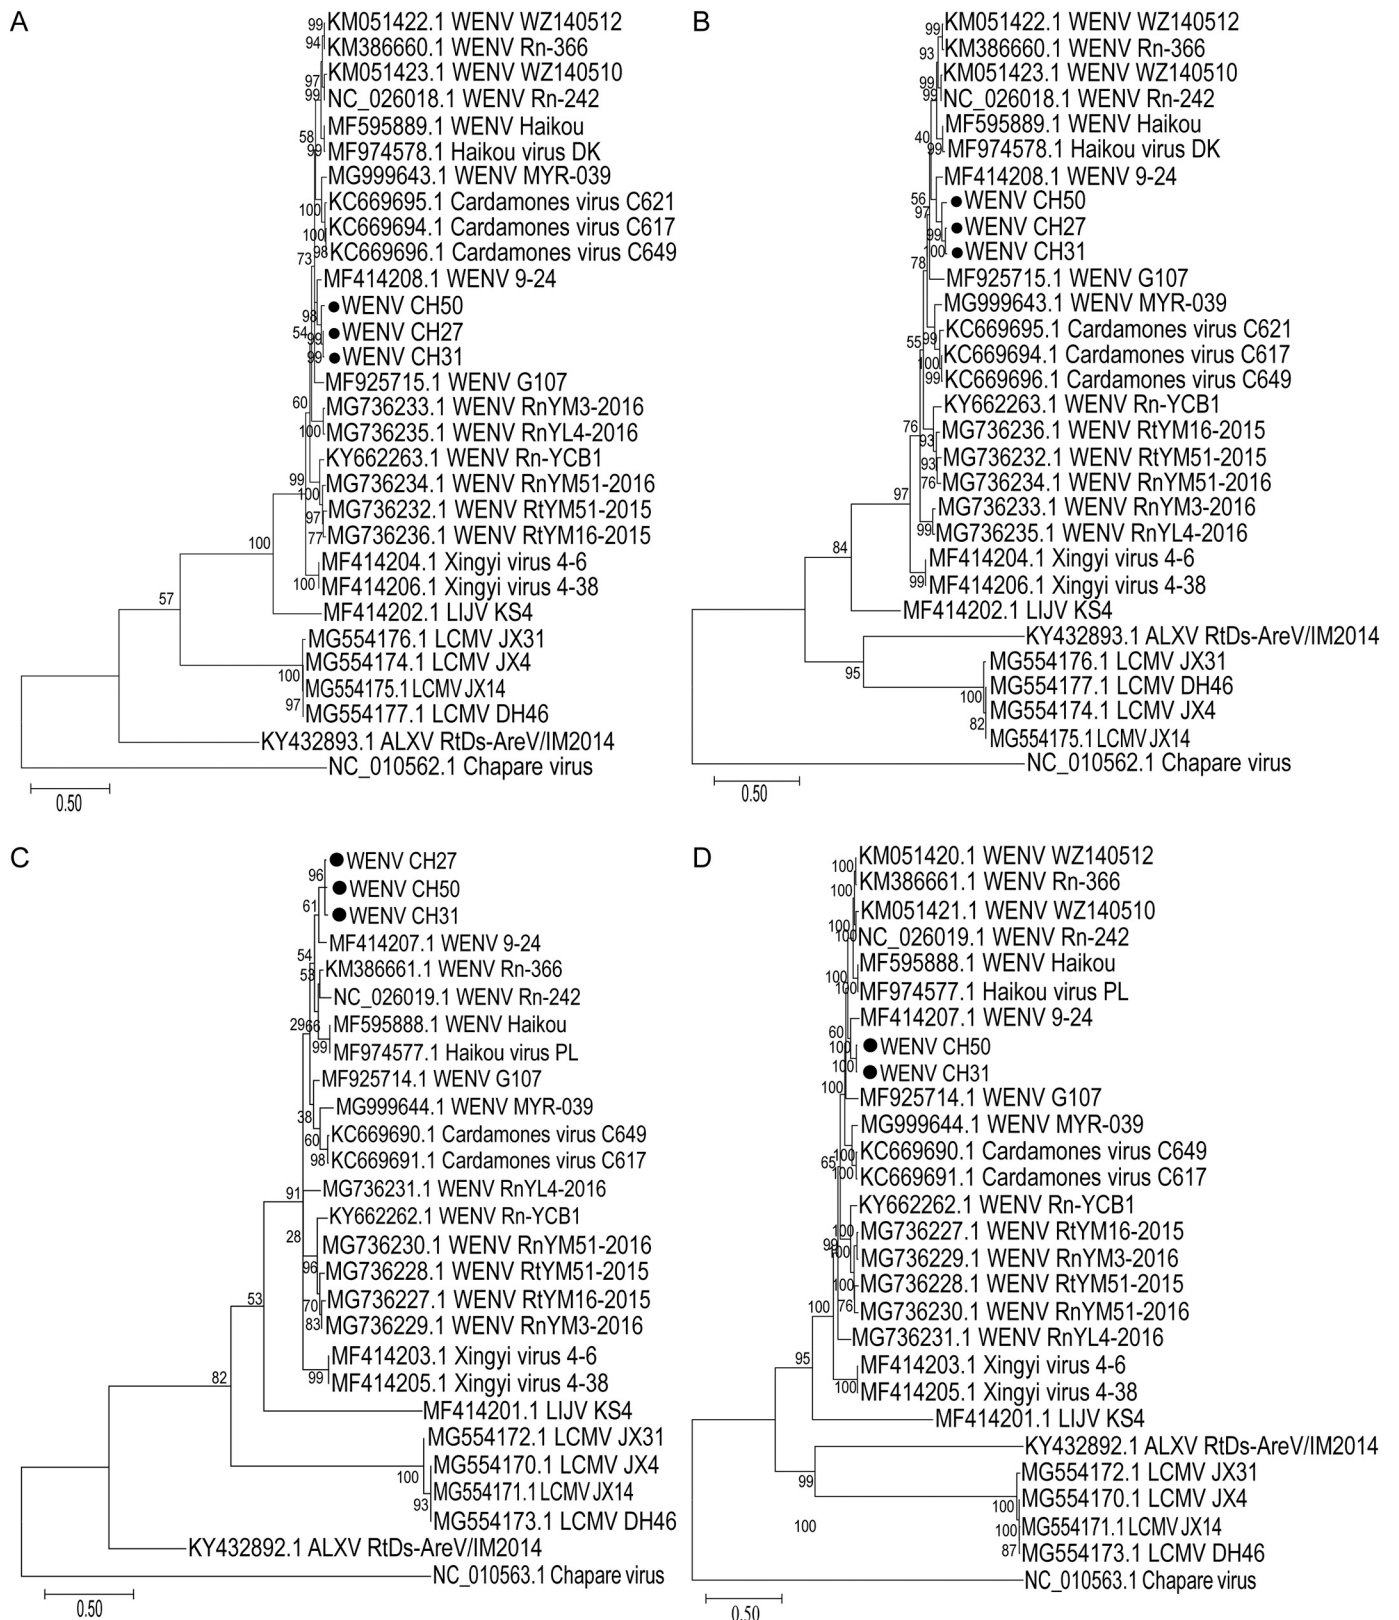 A
99
KM051422.1 WENV WZ140512
94
KM386660.1 WENV Rn-366
KM051423.1 WENV WZ140510
97
99
NC_026018.1 WENV Rn-242
MF595889.1 WENV Haikou
58
99
MF974578.1 Haikou virus DK
MG999643.1 WENV MYR-039
KC669695.1 Cardamones virus C621
100
KC669694.1 Cardamones virus C617
100
98
KC669696.1 Cardamones virus C649
73
MF414208.1 WENV 9-24
WENV CH50
98
54
WENV CH27
99
99
WENV CH31
MF925715.1 WENV G107
60
MG736233.1 WENV RnYM3-2016
100
MG736235.1 WENV RnYL4-2016
KY662263.1 WENV Rn-YCB1
99
MG736234.1 WENV RnYM51-2016
100
MG736232.1 WENV RtYM51-2015
97
77
MG736236.1 WENV RtYM16-2015
100
MF414204.1 Xingyi virus 4-6
100
MF414206.1 Xingyi virus 4-38
57
MF414202.1 LIJV KS4
MG554176.1 LCMV JX31
MG554174.1 LCMV JX4
100
MG554175.1 LCMV JX14
97
MG554177.1 LCMV DH46
KY432893.1 ALXV RtDs-AreV/IM2014
NC_010562.1 Chapare virus
0.50
B
KM051422.1 WENV WZ140512
99
93
KM386660.1 WENV Rn-366
KM051423.1 WENV WZ140510
99
99
NC_026018.1 WENV Rn-242
MF595889.1 WENV Haikou
40
99
MF974578.1 Haikou virus DK
MF414208.1 WENV 9-24
56
WENV CH50
97
WENV CH27
99
100
WENV CH31
78
MF925715.1 WENV G107
MG999643.1 WENV MYR-039
KC669695.1 Cardamones virus C621
55
99
KC669694.1 Cardamones virus C617
100
99
KC669696.1 Cardamones virus C649
KY662263.1 WENV Rn-YCB1
76
MG736236.1 WENV RtYM16-2015
93
MG736232.1 WENV RtYM51-2015
93
76
MG736234.1 WENV RnYM51-2016
97
MG736233.1 WENV RnYM3-2016
99
MG736235.1 WENV RnYL4-2016
84
MF414204.1 Xingyi virus 4-6
99
MF414206.1 Xingyi virus 4-38
MF414202.1 LIJV KS4
KY432893.1 ALXV RtDs-AreV/IM2014
95
MG554176.1 LCMV JX31
MG554177.1 LCMV DH46
100
MG554174.1 LCMV JX4
82
MG554175.1 LCMV JX14
NC_010562.1 Chapare virus
0.50
C
WENV CH27
96
WENV CH50
61
WENV CH31
MF414207.1 WENV 9-24
54
KM386661.1 WENV Rn-366
53
NC_026019.1 WENV Rn-242
29
66
MF595888.1 WENV Haikou
99
MF974577.1 Haikou virus PL
MF925714.1 WENV G107
MG999644.1 WENV MYR-039
38
KC669690.1 Cardamones virus C649
60
98
KC669691.1 Cardamones virus C617
91
MG736231.1 WENV RnYL4-2016
KY662262.1 WENV Rn-YCB1
28
MG736230.1 WENV RnYM51-2016
96
MG736228.1 WENV RtYM51-2015
53
70
MG736227.1 WENV RtYM16-2015
83
MG736229.1 WENV RnYM3-2016
MF414203.1 Xingyi virus 4-6
82
99
MF414205.1 Xingyi virus 4-38
MF414201.1 LIJV KS4
MG554172.1 LCMV JX31
MG554170.1 LCMV JX4
100
MG554171.1 LCMV JX14
93
MG554173.1 LCMV DH46
KY432892.1 ALXV RtDs-AreV/IM2014
NC_010563.1 Chapare virus
0.50
D
KM051420.1 WENV WZ140512
100
KM386661.1 WENV Rn-366
100
KM051421.1 WENV WZ140510
100
100
NC_026019.1 WENV Rn-242
MF595888.1 WENV Haikou
100
100
MF974577.1 Haikou virus PL
MF414207.1 WENV 9-24
60
100
WENV CH50
100
WENV CH31
100
MF925714.1 WENV G107
MG999644.1 WENV MYR-039
KC669690.1 Cardamones virus C649
65
100
100
KC669691.1 Cardamones virus C617
KY662262.1 WENV Rn-YCB1
100
MG736227.1 WENV RtYM16-2015
99
100
MG736229.1 WENV RnYM3-2016
100
MG736228.1 WENV RtYM51-2015
100
76
MG736230.1 WENV RnYM51-2016
MG736231.1 WENV RnYL4-2016
95
MF414203.1 Xingyi virus 4-6
100
MF414205.1 Xingyi virus 4-38
MF414201.1 LIJV KS4
KY432892.1 ALXV RtDs-AreV/IM2014
99
MG554172.1 LCMV JX31
100
MG554170.1 LCMV JX4
100
100
MG554171.1 LCMV JX14
87
MG554173.1 LCMV DH46
NC_010563.1 Chapare virus
0.50